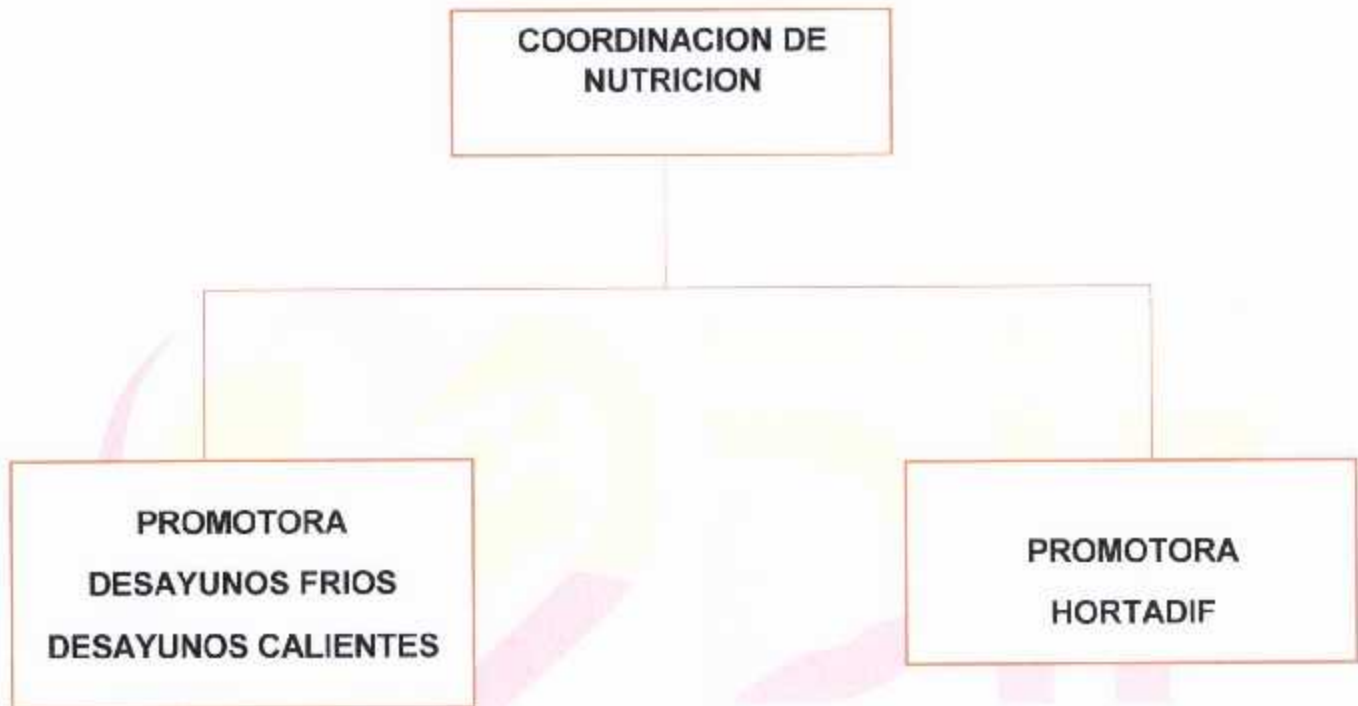 COORDINACION DE
NUTRICION
PROMOTORA
DESAYUNOS FRIOS
DESAYUNOS CALIENTES
PROMOTORA
HORTADIF